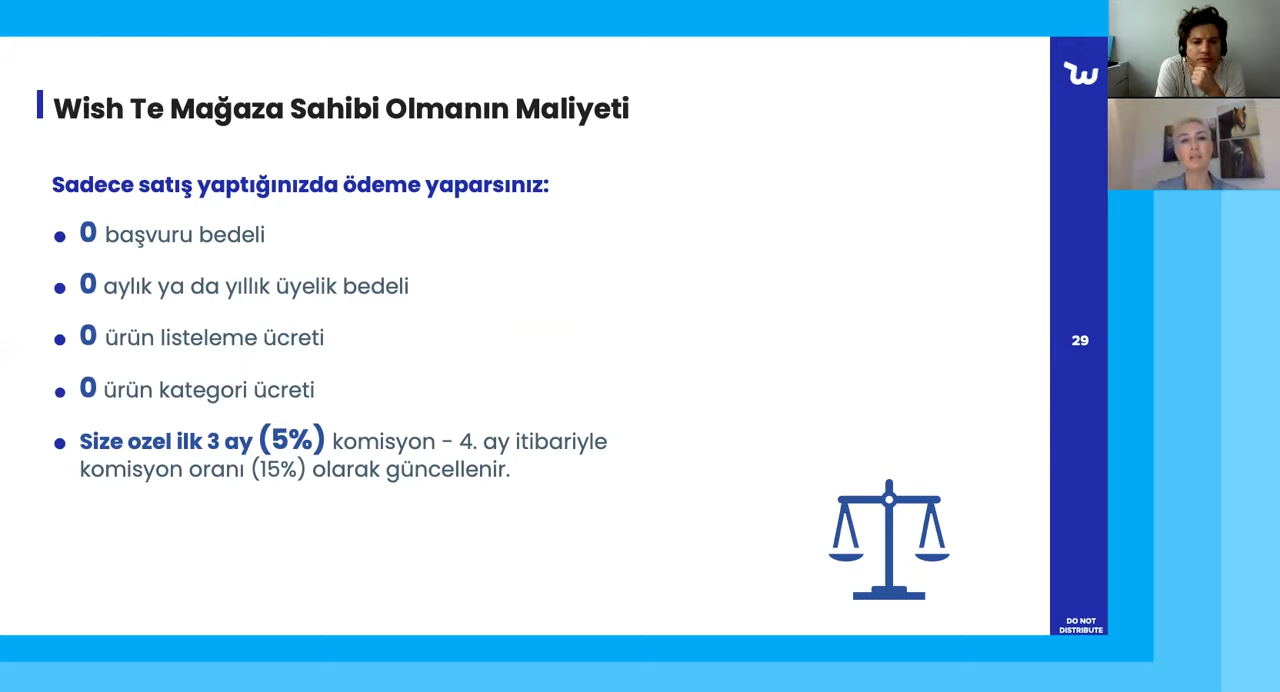 Wish Te Mağaza Sahibi Olmanın Maliyeti
Sadece satış yaptığınızda ödeme yaparsınız:
0 başvuru bedeli
0 aylık ya da yıllık üyelik bedeli
0 ürün listeleme ücreti
0 ürün kategori ücreti
Size ozel ilk 3 ay (5%) komisyon - 4. ay itibariyle
komisyon oranı (15%) olarak güncellenir.
29
DO NOT
DISTRIBUTE